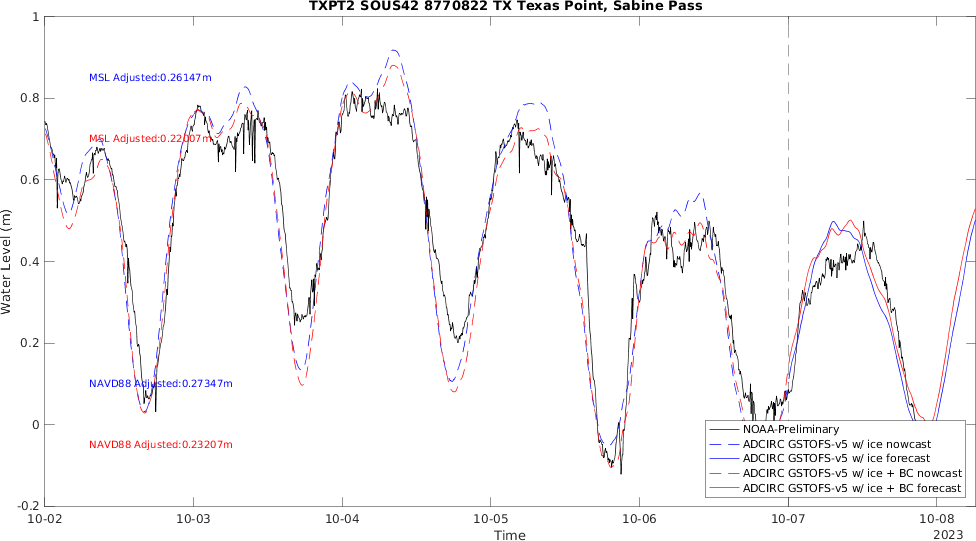 TXPT2 SOUS42 8770822 TX Texas Point, Sabine Pass
1
0.8
0.6
0.4
0.2
0
-0.2
Water Level (m)
MSL Adjusted:0.26147m
MSL Adjusted:0.22007m
NAVD88 Adjusted:0.27347m
NAVD88 Adjusted:0.23207m
NOAA-Preliminary
ADCIRC GSTOFS-v5 w/ ice nowcast
ADCIRC GSTOFS-v5 w/ ice forecast
ADCIRC GSTOFS-v5 w/ ice + BC nowcast
ADCIRC GSTOFS-v5 w/ ice + BC forecast
10-02 10-03 10-04 10-05 10-06 10-07 10-08
Time
2023